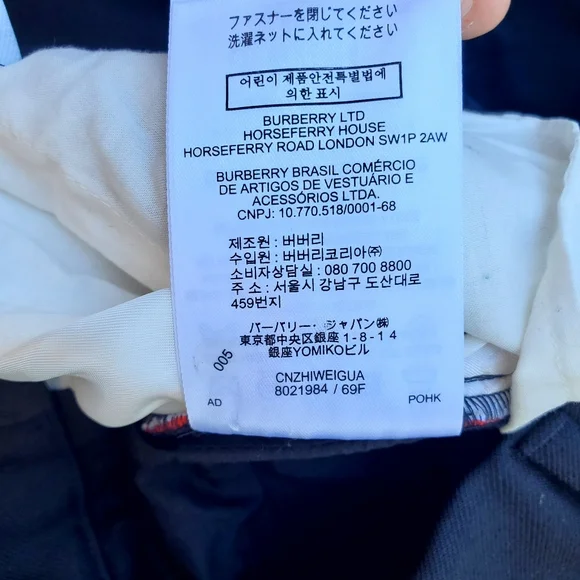 ファスナーを閉じてください
洗濯ネットに入れてください
어린이 제품안전특별법에
의한 표시
BURBERRY LTD
HORSEFERRY HOUSE
HORSEFERRY ROAD LONDON SW1P 2AW
BURBERRY BRASIL COMÉRCIO
DE ARTIGOS DE VESTUÁRIO E
ACESSÓRIOS LTDA.
CNPJ: 10.770.518/0001-68
제조원 : 버버리
수입원 : 버버리코리아㈜
소비자상담실 : 080 700 8800
주 소 : 서울시 강남구 도산대로
459번지
バーバリー・ジャパン㈱
東京都中央区銀座 1-8-14
銀座YOMIKOビル
005
CNZHIWEIGUA
8021984 / 69F
AD
POHK